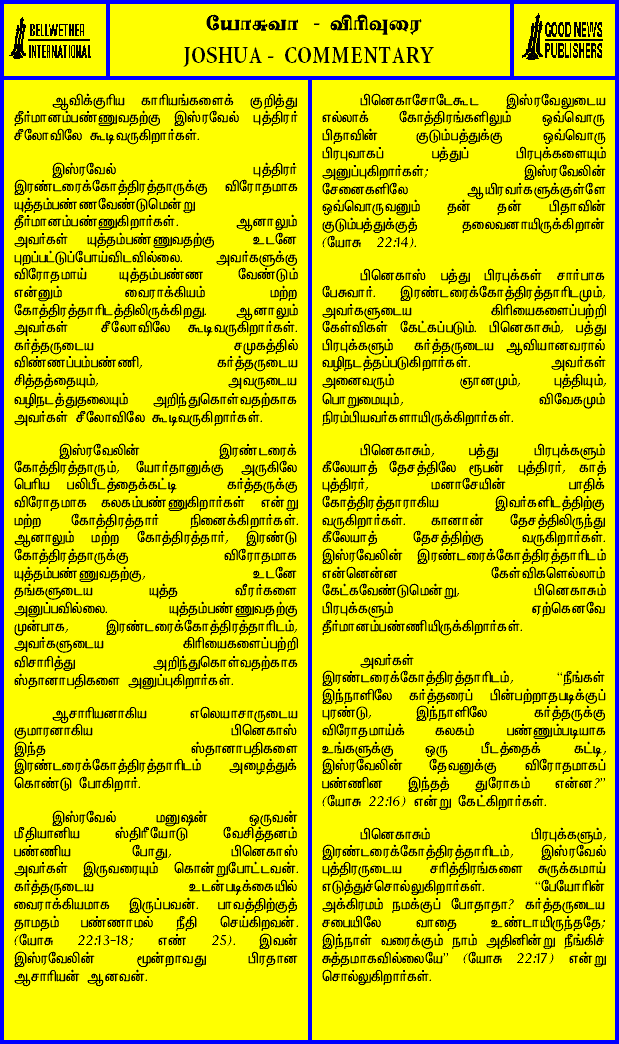 BELLWETHER
INTERNATIONAL
யோசுவா - விரிவுரை
JOSHUA - COMMENTARY
GOOD NEWS
PUBLISHERS
ஆவிக்குரிய காரியங்களைக் குறித்து
தீர்மானம்பண்ணுவதற்கு இஸ்ரவேல் புத்திரர்
சீலோவிலே கூடிவருகிறார்கள்.
இஸ்ரவேல் புத்திரர்
இரண்டரைக்கோத்திரத்தாருக்கு விரோதமாக
யுத்தம்பண்ணவேண்டுமென்று
தீர்மானம்பண்ணுகிறார்கள். ஆனாலும்
அவர்கள் யுத்தம்பண்ணுவதற்கு உடனே
புறப்பட்டுப்போய்விடவில்லை. அவர்களுக்கு
விரோதமாய் யுத்தம்பண்ண வேண்டும்
என்னும் வைராக்கியம் மற்ற
கோத்திரத்தாரிடத்திலிருக்கிறது. ஆனாலும்
அவர்கள் சீலோவிலே கூடிவருகிறார்கள்.
கர்த்தருடைய சமுகத்தில்
விண்ணப்பம்பண்ணி, கர்த்தருடைய
சித்தத்தையும், அவருடைய
வழிநடத்துதலையும் அறிந்துகொள்வதற்காக
அவர்கள் சீலோவிலே கூடிவருகிறார்கள்.
இஸ்ரவேலின் இரண்டரைக்
கோத்திரத்தாரும், யோர்தானுக்கு அருகிலே
பெரிய பலிபீடத்தைக்கட்டி கர்த்தருக்கு
விரோதமாக கலகம்பண்ணுகிறார்கள் என்று
மற்ற கோத்திரத்தார் நினைக்கிறார்கள்.
ஆனாலும் மற்ற கோத்திரத்தார், இரண்டு
கோத்திரத்தாருக்கு விரோதமாக
யுத்தம்பண்ணுவதற்கு, உடனே
தங்களுடைய யுத்த வீரர்களை
அனுப்பவில்லை. யுத்தம்பண்ணுவதற்கு
முன்பாக, இரண்டரைக்கோத்திரத்தாரிடம்,
அவர்களுடைய கிரியைகளைப்பற்றி
விசாரித்து அறிந்துகொள்வதற்காக
ஸ்தானாபதிகளை அனுப்புகிறார்கள்.
ஆசாரியனாகிய எலெயாசாருடைய
குமாரனாகிய பினெகாஸ்
இந்த ஸ்தானாபதிகளை
இரண்டரைக்கோத்திரத்தாரிடம் அழைத்துக்
கொண்டு போகிறார்.
இஸ்ரவேல் மனுஷன் ஒருவன்
மீதியானிய ஸ்திரீயோடு வேசித்தனம்
பண்ணிய போது, பினெகாஸ்
அவர்கள் இருவரையும் கொன்றுபோட்டவன்.
கர்த்தருடைய உடன்படிக்கையில்
வைராக்கியமாக இருப்பவன். பாவத்திற்குத்
தாமதம் பண்ணாமல் நீதி செய்கிறவன்.
(யோசு 22:13-18; எண் 25). இவன்
இஸ்ரவேலின் மூன்றாவது பிரதான
ஆசாரியன் ஆனவன்.
பினெகாசோடேகூட இஸ்ரவேலுடைய
எல்லாக் கோத்திரங்களிலும் ஒவ்வொரு
பிதாவின் குடும்பத்துக்கு ஒவ்வொரு
பிரபுவாகப் பத்துப் பிரபுக்களையும்
அனுப்புகிறார்கள்; இஸ்ரவேலின்
சேனைகளிலே ஆயிரவர்களுக்குள்ளே
ஒவ்வொருவனும் தன் தன் பிதாவின்
குடும்பத்துக்குத் தலைவனாயிருக்கிறான்
(யோசு 22:14).
பினெகாஸ் பத்து பிரபுக்கள் சார்பாக
பேசுவார். இரண்டரைக்கோத்திரத்தாரிடமும்,
அவர்களுடைய கிரியைகளைப்பற்றி
கேள்விகள் கேட்கப்படும். பினெகாசும், பத்து
பிரபுக்களும் கர்த்தருடைய ஆவியானவரால்
வழிநடத்தப்படுகிறார்கள். அவர்கள்
அனைவரும் ஞானமும், புத்தியும்,
பொறுமையும், விவேகமும்
நிரம்பியவர்களாயிருக்கிறார்கள்.
பினெகாசும், பத்து பிரபுக்களும்
கீலேயாத் தேசத்திலே ரூபன் புத்திரர், காத்
புத்திரர், மனாசேயின் பாதிக்
கோத்திரத்தாராகிய இவர்களிடத்திற்கு
வருகிறார்கள். கானான் தேசத்திலிருந்து
கீலேயாத் தேசத்திற்கு வருகிறார்கள்.
இஸ்ரவேலின் இரண்டரைக்கோத்திரத்தாரிடம்
என்னென்ன கேள்விகளெல்லாம்
கேட்கவேண்டுமென்று, பினெகாசும்
பிரபுக்களும் ஏற்கெனவே
தீர்மானம்பண்ணியிருக்கிறார்கள்.
அவர்கள்
இரண்டரைக்கோத்திரத்தாரிடம், "நீங்கள்
இந்நாளிலே கர்த்தரைப் பின்பற்றாதபடிக்குப்
புரண்டு, இந்நாளிலே கர்த்தருக்கு
விரோதமாய்க் கலகம் பண்ணும்படியாக
உங்களுக்கு ஒரு பீடத்தைக் கட்டி,
இஸ்ரவேலின் தேவனுக்கு விரோதமாகப்
பண்ணின இந்தத் துரோகம் என்ன?"
(யோசு 22:16) என்று கேட்கிறார்கள்.
பினெகாசும் பிரபுக்களும்,
இரண்டரைக்கோத்திரத்தாரிடம், இஸ்ரவேல்
புத்திரருடைய சரித்திரங்களை சுருக்கமாய்
எடுத்துச்சொல்லுகிறார்கள். "பேயோரின்
அக்கிரமம் நமக்குப் போதாதா? கர்த்தருடைய
சபையிலே வாதை உண்டாயிருந்ததே;
இந்நாள் வரைக்கும் நாம் அதினின்று நீங்கிச்
சுத்தமாகவில்லையே" (யோசு 22:17) என்று
சொல்லுகிறார்கள்.